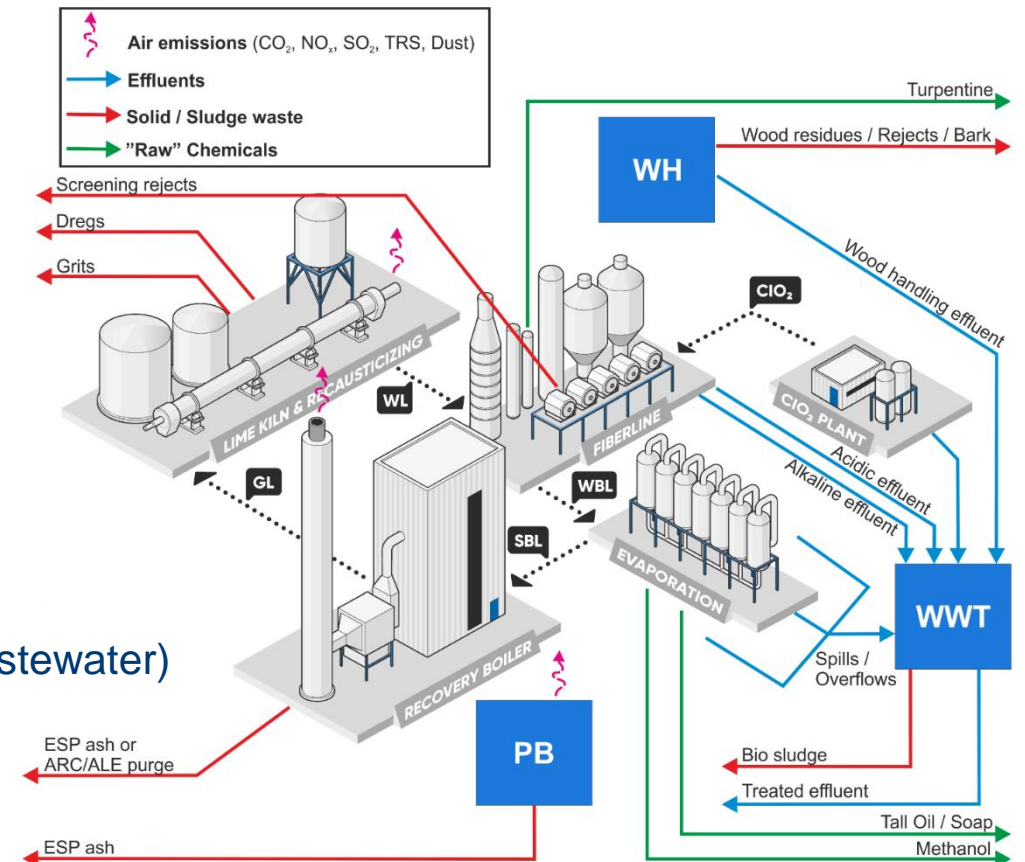 Air emissions (CO₂, NOₓ, SO₂, TRS, Dust)
Effluents
Solid / Sludge waste
"Raw" Chemicals
Turpentine
Wood residues / Rejects / Bark
WH
Screening rejects
Dregs
Grits
Wood handling effluent
ClO₂
LIME KILN & RECAUSTICIZING
WL
FIBERLINE
ClO₂ PLANT
Acidic effluent
Alkaline effluent
GL
WBL
SBL
EVAPORATION
WWT
stewater)
Spills /
Overflows
RECOVERY BOILER
ESP ash or
ARC/ALE purge
PB
Bio sludge
Treated effluent
Tall Oil / Soap
ESP ash
Methanol